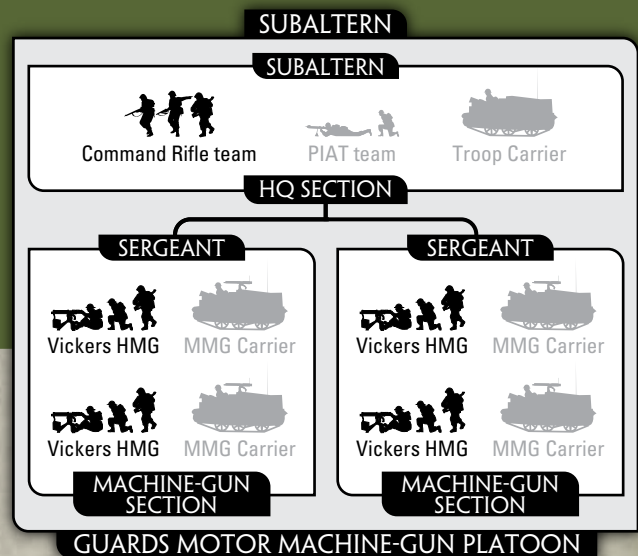 SUBALTERN
SUBALTERN
Command Rifle team PIAT team Troop Carrier
HQ SECTION
SERGEANT SERGEANT
Vickers HMG MMG Carrier Vickers HMG MMG Carrier
Vickers HMG MMG Carrier Vickers HMG MMG Carrier
MACHINE-GUN MACHINE-GUN
SECTION SECTION
GUARDS MOTOR MACHINE-GUN PLATOON